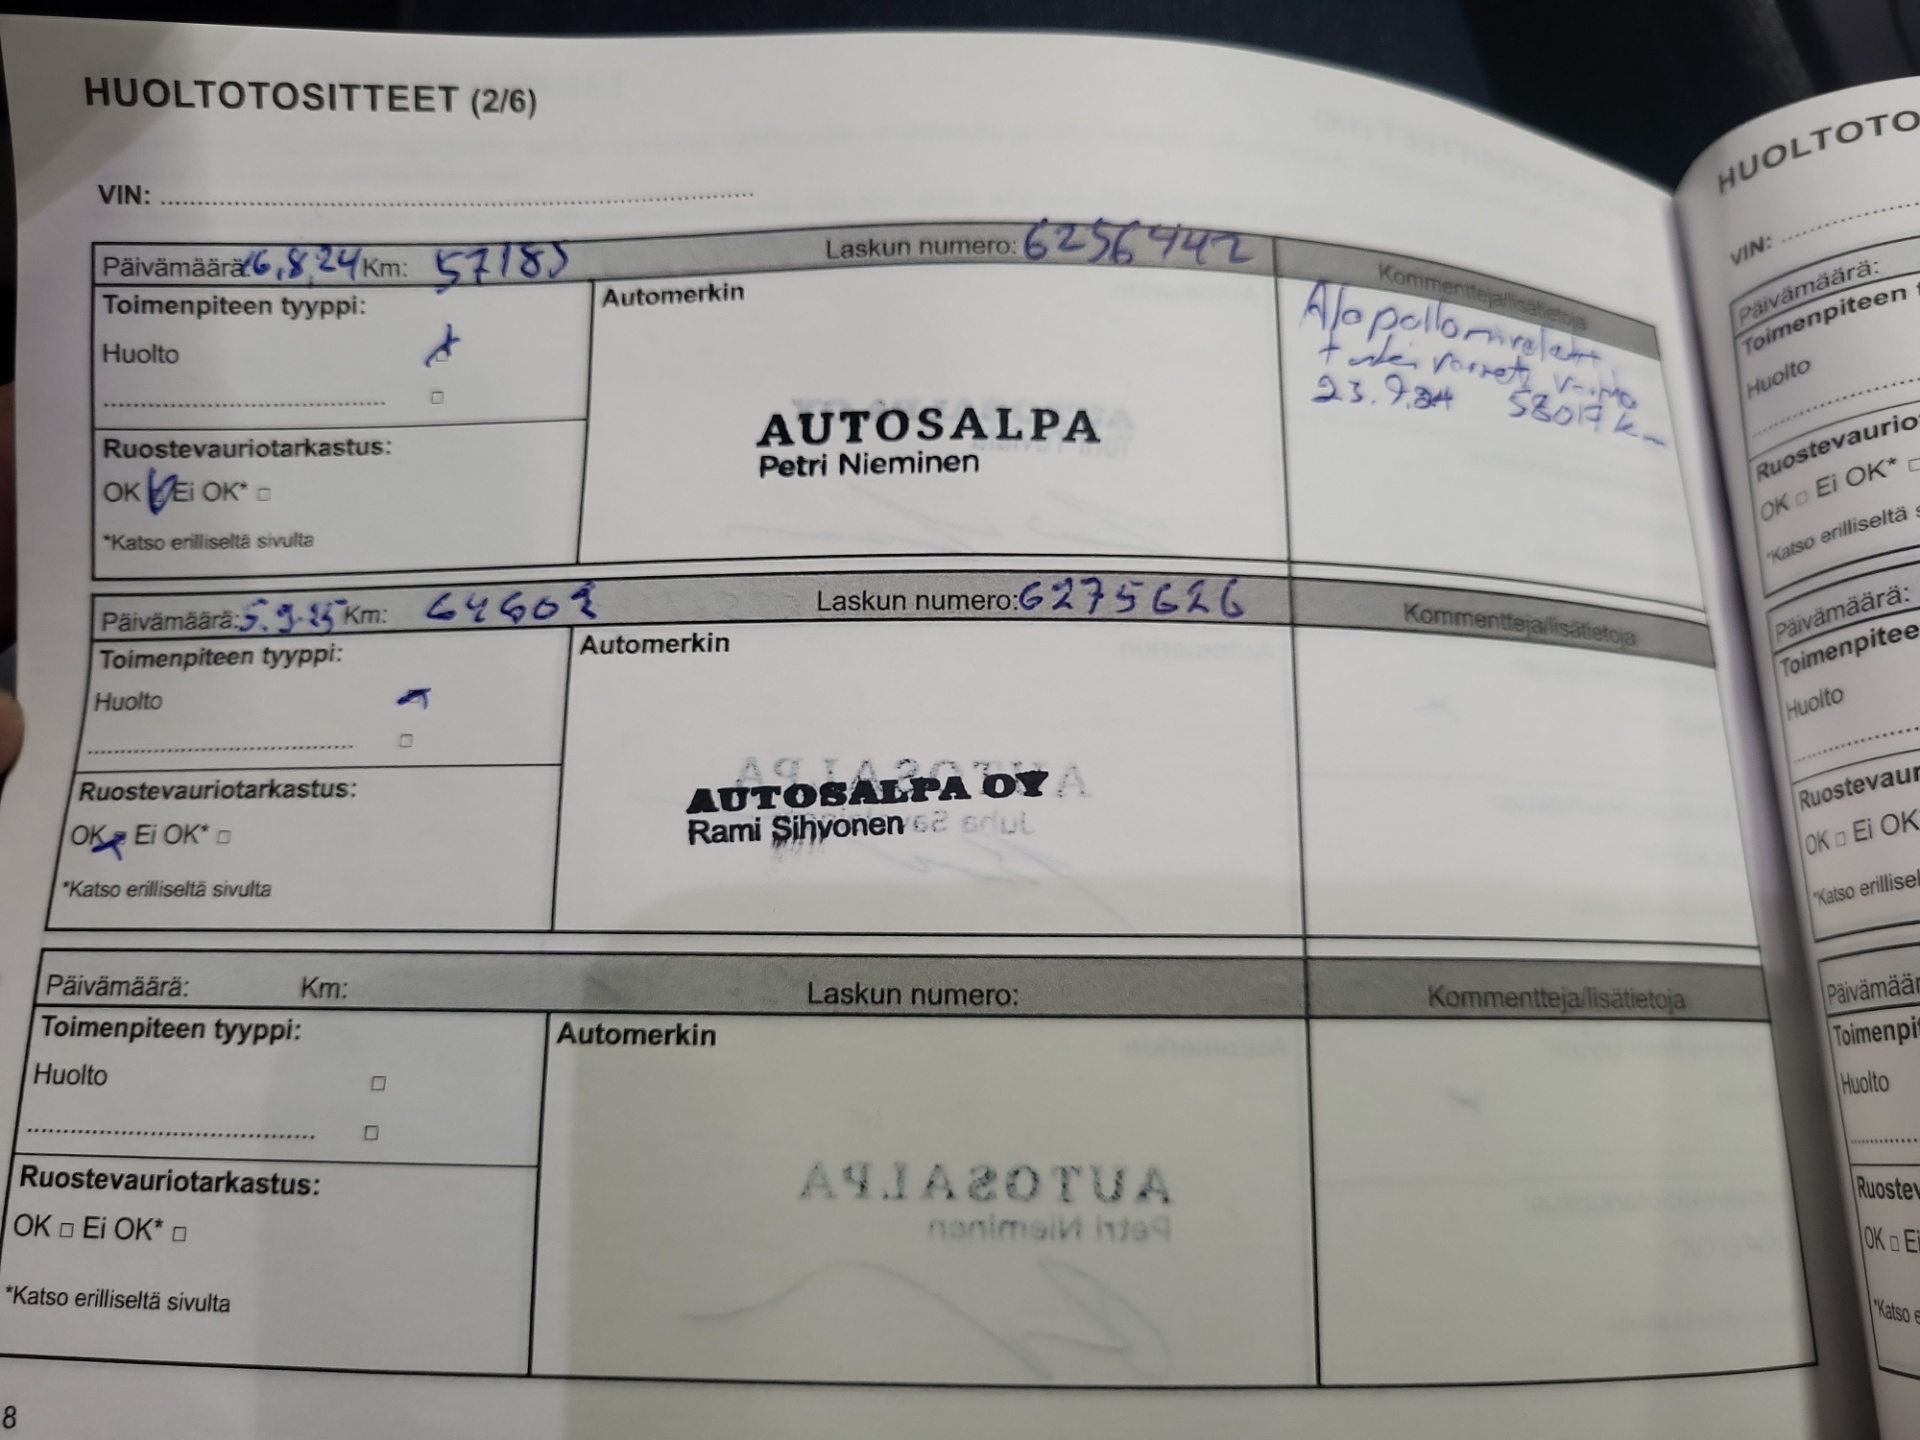 HUOLTOTOSITTEET (2/6)
VIN:
Päivämäärä: 16.8.24 Km: 57185 Laskun numero: 6256442 Kommentteja/lisätietoja
Toimenpiteen tyyppi:
Huolto
Automerkin
AUTOSALPA
Petri Nieminen
23.9.24 58017 km
Ruostevauriotarkastus:
OK Ei OK*
*Katso erilliseltä sivulta
Päivämäärä: 5.9.25 Km: 64602 Laskun numero: 6275626 Kommentteja/lisätietoja
Toimenpiteen tyyppi:
Huolto
Automerkin
AUTOSALPA OY
Rami Sihvonen
Ruostevauriotarkastus:
OK Ei OK*
*Katso erilliseltä sivulta
Päivämäärä: Km: Laskun numero: Kommentteja/lisätietoja
Toimenpiteen tyyppi:
Huolto
Automerkin
Ruostevauriotarkastus:
OK Ei OK*
*Katso erilliseltä sivulta
8
HUOLTOTO
VIN:
Päivämäärä:
Toimenpiteen
Huolto
Ruostevaurio
OK Ei OK*
*Katso erilliseltä
Päivämäärä:
Toimenpitee
Huolto
Ruostevaur
OK Ei OK
*Katso erillisel
Päivämäär
Toimenpi
Huolto
Ruostev
OK Ei
*Katso e